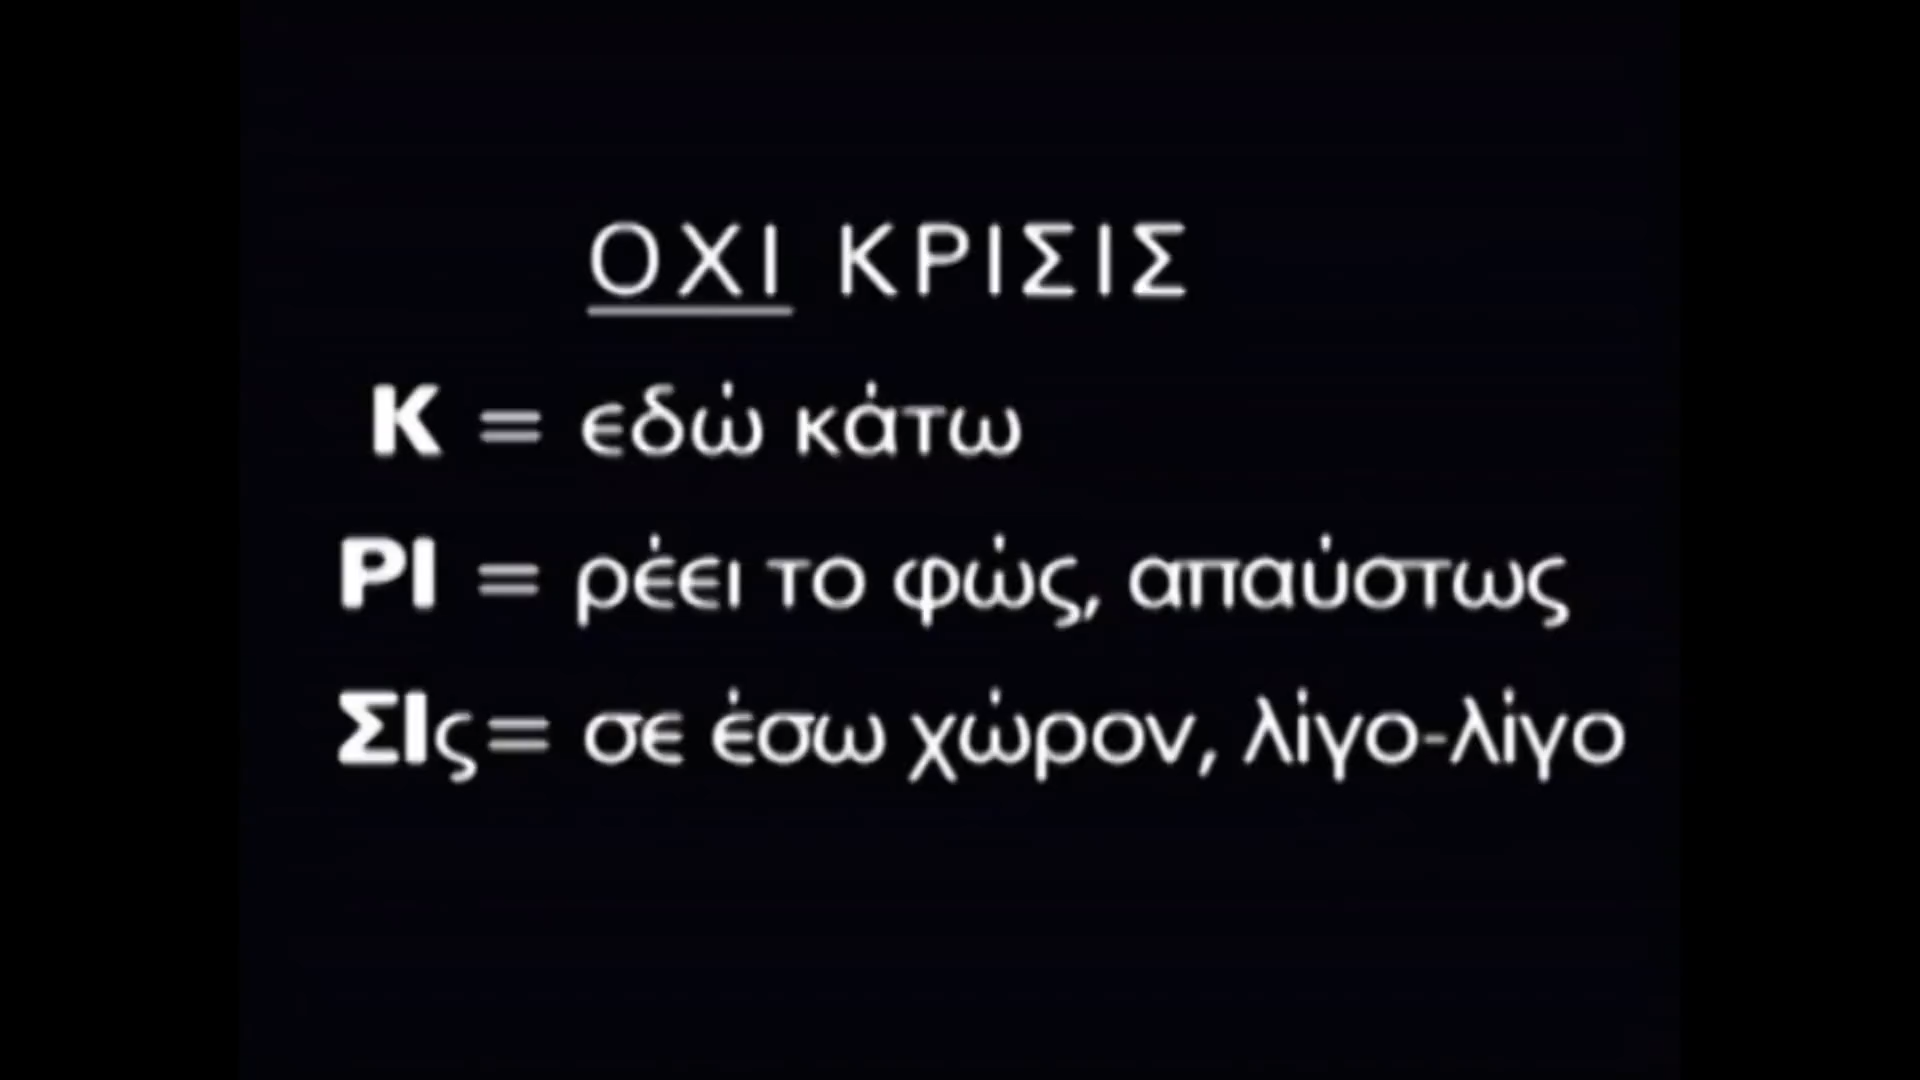 ΟΧΙ ΚΡΙΣΙΣ
Κ = εδώ κάτω
ΡΙ = ρέει το φώς, απαύστως
ΣΙς= σε έσω χώρον, λίγο-λίγο